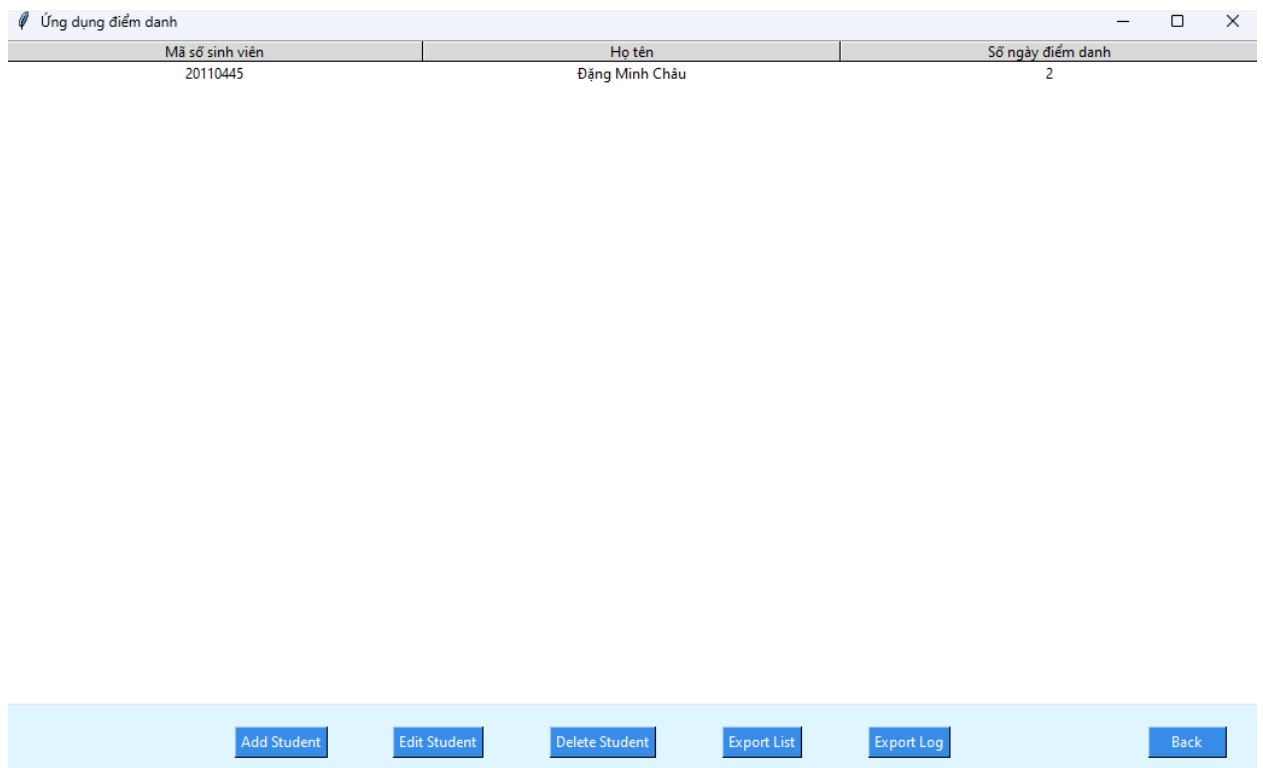 Ứng dụng điểm danh
Mã số sinh viên Họ tên Số ngày điểm danh
20110445 Đặng Minh Châu 2
Add Student Edit Student Delete Student Export List Export Log Back